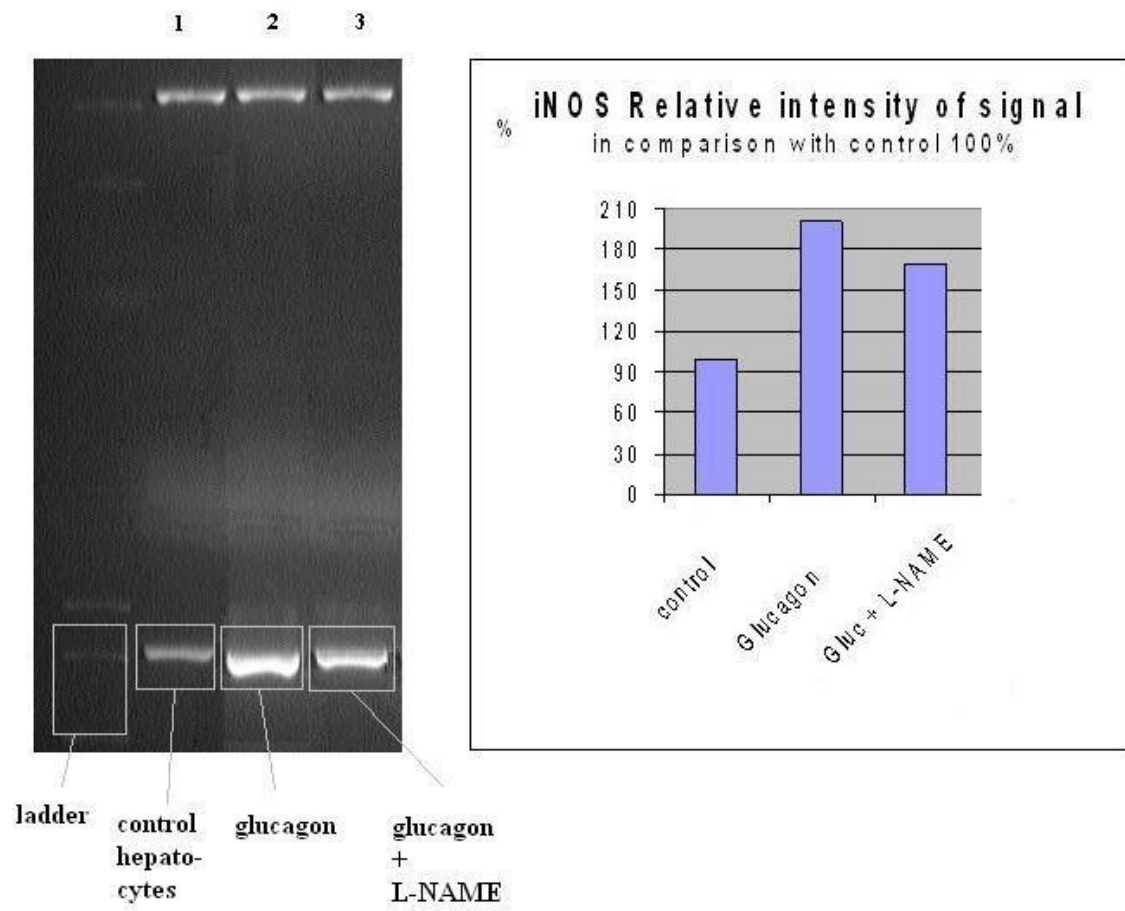 1 2 3
iNOS Relative intensity of signal
% in comparison with control 100%
210
180
150
120
90
60
30
0
control
Glucagon
Gluc + L-NAME
ladder
control
hepato-
cytes
glucagon
glucagon
+
L-NAME